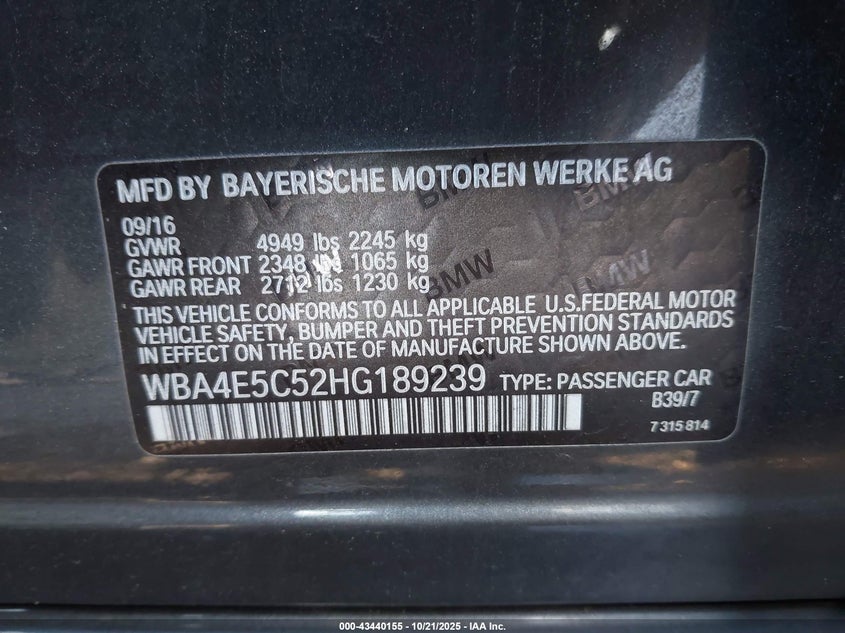 MFD BY BAYERISCHE MOTOREN WERKE AG
09/16
GVWR 4949 lbs 2245 kg
GAWR FRONT 2348 lbs 1065 kg
GAWR REAR 2712 lbs 1230 kg
THIS VEHICLE CONFORMS TO ALL APPLICABLE U.S.FEDERAL MOTOR
VEHICLE SAFETY, BUMPER AND THEFT PREVENTION STANDARDS
IN EFFECT ON THE DATE OF MANUFACTURE SHOWN ABOVE.
WBA4E5C52HG189239 TYPE: PASSENGER CAR
B39/7
7 315 814
000-43440155 - 10/21/2025 - IAA Inc.